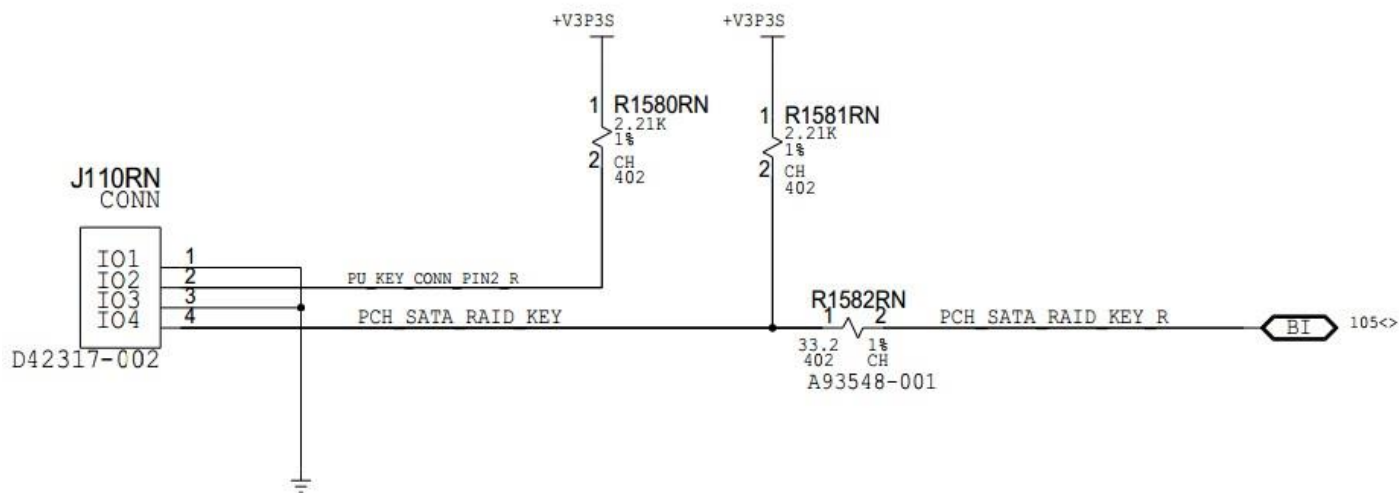 +V3P3S
+V3P3S
1 R1580RN
2.21K
1%
2 CH
402
1 R1581RN
2.21K
1%
2 CH
402
J110RN
CONN
IO1 1
IO2 2
IO3 3
IO4 4
D42317-002
PU_KEY_CONN_PIN2_R
PCH_SATA_RAID_KEY
R1582RN
1 2
33.2 1%
402 CH
A93548-001
PCH_SATA_RAID_KEY_R
BI
105<>